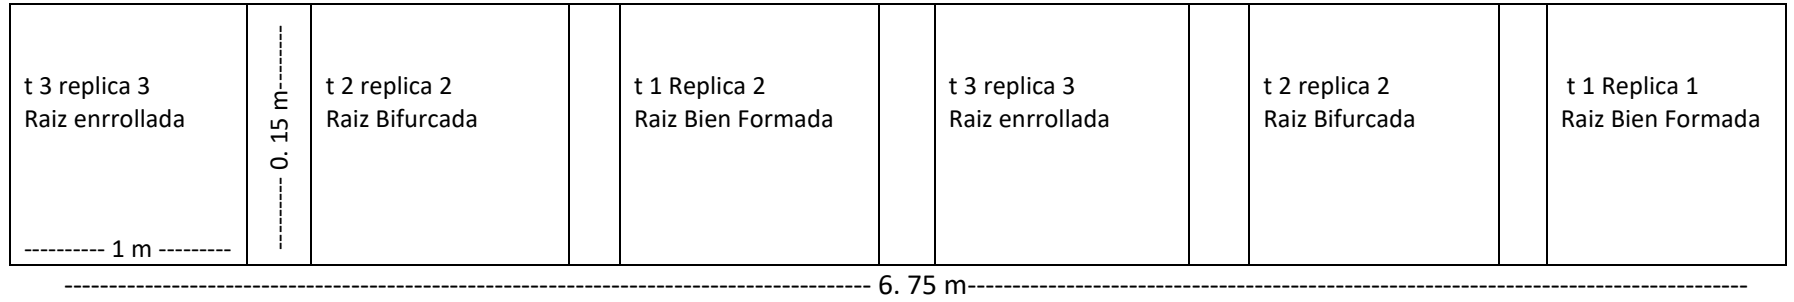 t 3 replica 3
Raiz enrrollada
---------- 1 m ---------
----------- 0. 15 m----------
t 2 replica 2
Raiz Bifurcada
t 1 Replica 2
Raiz Bien Formada
t 3 replica 3
Raiz enrrollada
t 2 replica 2
Raiz Bifurcada
t 1 Replica 1
Raiz Bien Formada
------------------------------------------------------------------------------------------ 6. 75 m---------------------------------------------------------------------------------------